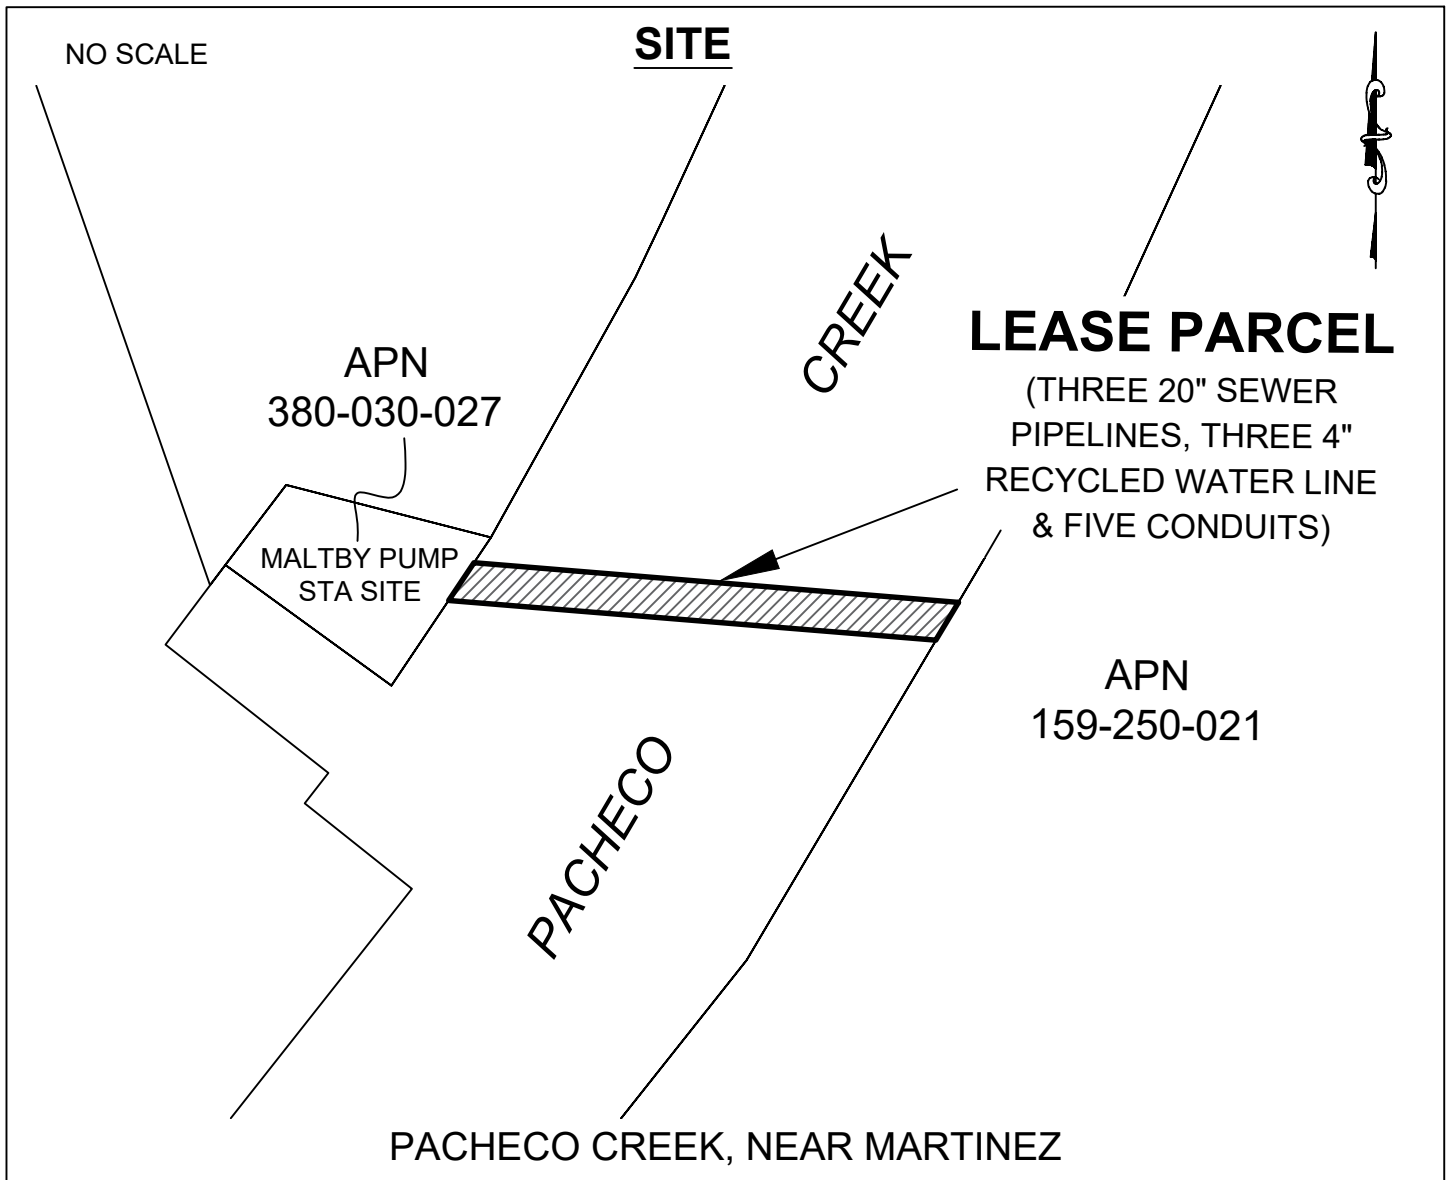 NO SCALE
SITE
CREEK
LEASE PARCEL
(THREE 20" SEWER
PIPELINES, THREE 4"
RECYCLED WATER LINE
& FIVE CONDUITS)
APN
380-030-027
MALTBY PUMP
STA SITE
APN
159-250-021
PACHECO
PACHECO CREEK, NEAR MARTINEZ